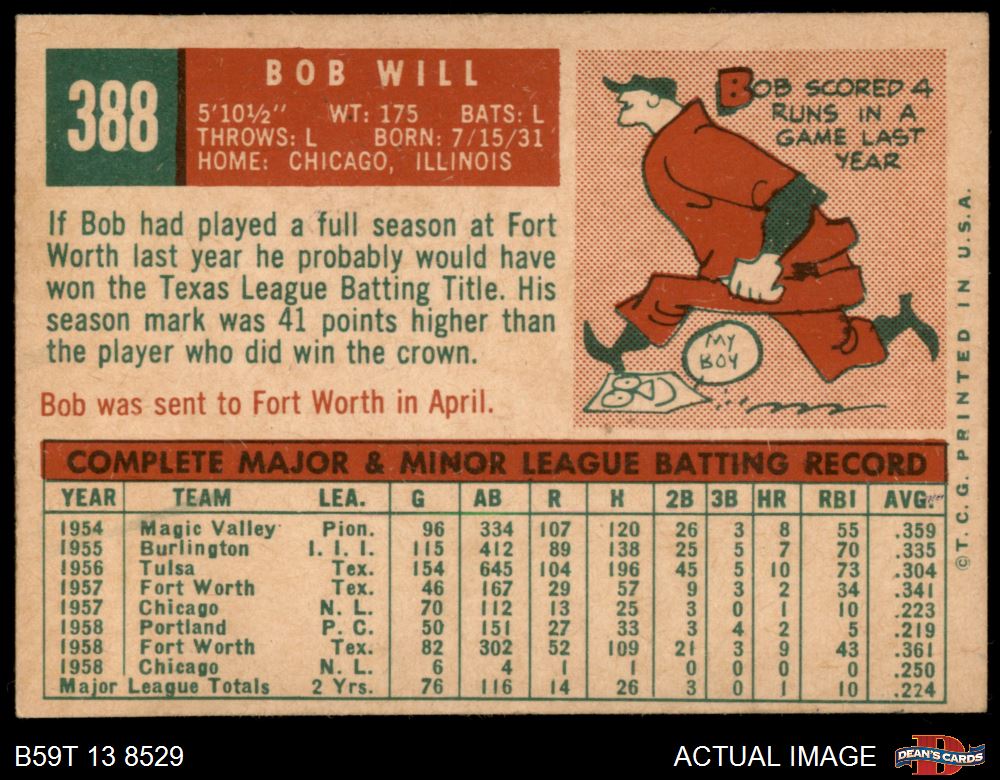 388
BOB WILL
5'10½" WT: 175 BATS: L
THROWS: L BORN: 7/15/31
HOME: CHICAGO, ILLINOIS
If Bob had played a full season at Fort
Worth last year he probably would have
won the Texas League Batting Title. His
season mark was 41 points higher than
the player who did win the crown.
Bob was sent to Fort Worth in April.
BOB SCORED 4
RUNS IN A
GAME LAST
YEAR
MY
BOY
COMPLETE MAJOR & MINOR LEAGUE BATTING RECORD
YEAR TEAM LEA. G AB R H 2B 3B HR RBI AVG.
1954 Magic Valley Pion. 96 334 107 120 26 3 8 55 .359
1955 Burlington I. I. I. 115 412 89 138 25 5 7 70 .335
1956 Tulsa Tex. 154 645 104 196 45 5 10 73 .304
1957 Fort Worth Tex. 46 167 29 57 9 3 2 34 .341
1957 Chicago N. L. 70 112 13 25 3 0 1 10 .223
1958 Portland P. C. 50 151 27 33 3 4 2 5 .219
1958 Fort Worth Tex. 82 302 52 109 21 3 9 43 .361
1958 Chicago N. L. 6 4 1 1 0 0 0 0 .250
Major League Totals 2 Yrs. 76 116 14 26 3 0 1 10 .224
©T. C. G. PRINTED IN U.S.A.
B59T 13 8529
ACTUAL IMAGE
DEAN'S CARDS